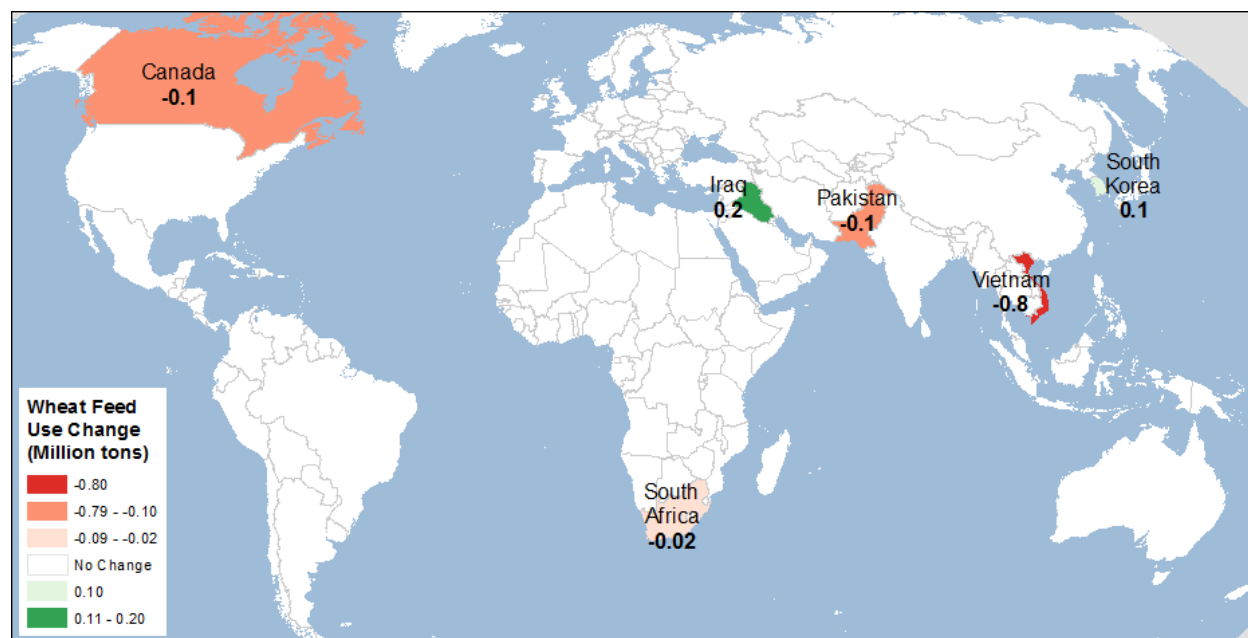 Canada
-0.1
Iraq
0.2
Pakistan
-0.1
South
Korea
0.1
Vietnam
-0.8
South
Africa
-0.02
Wheat Feed
Use Change
(Million tons)
-0.80
-0.79 - -0.10
-0.09 - -0.02
No Change
0.10
0.11 - 0.20